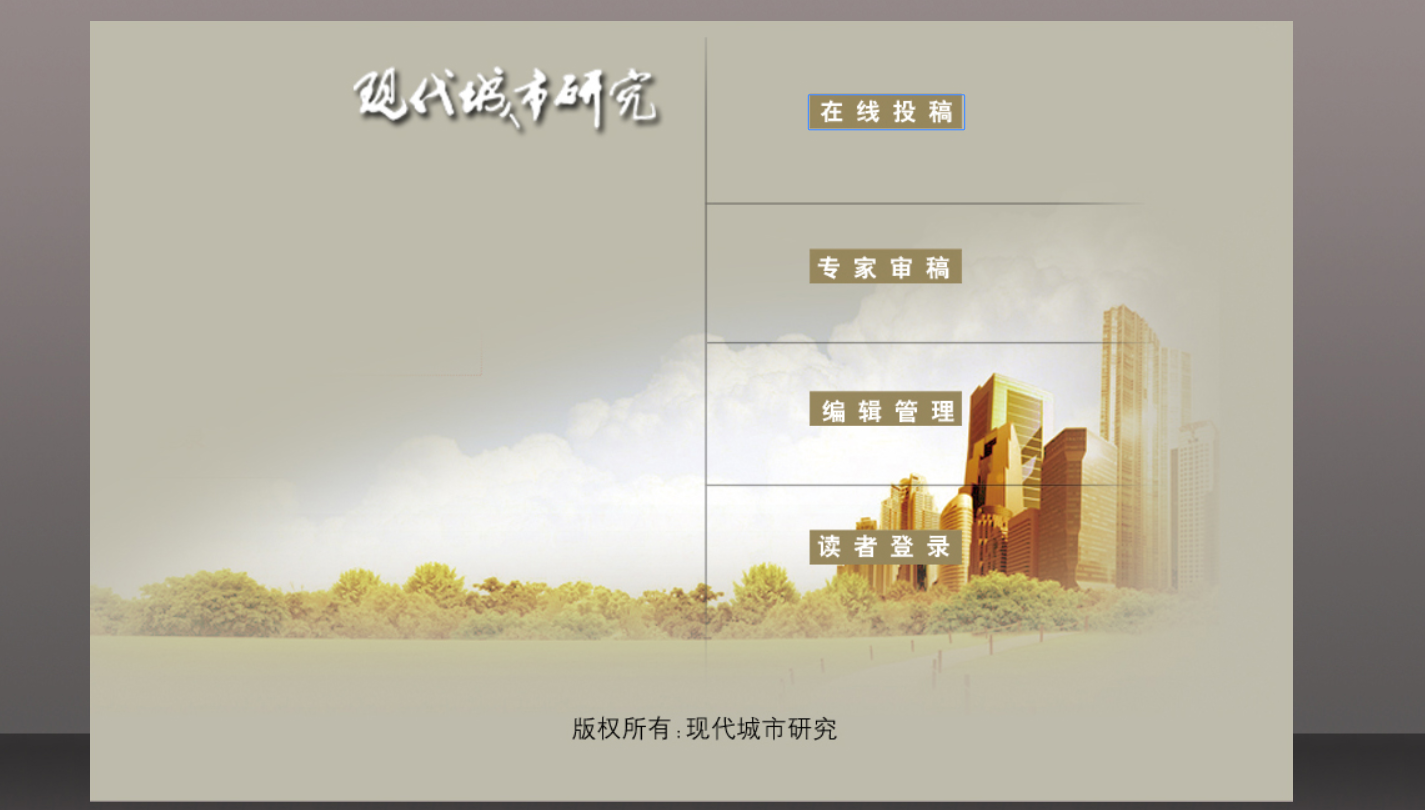 现代城市研究
在线投稿
专家审稿
编辑管理
读者登录
版权所有:现代城市研究